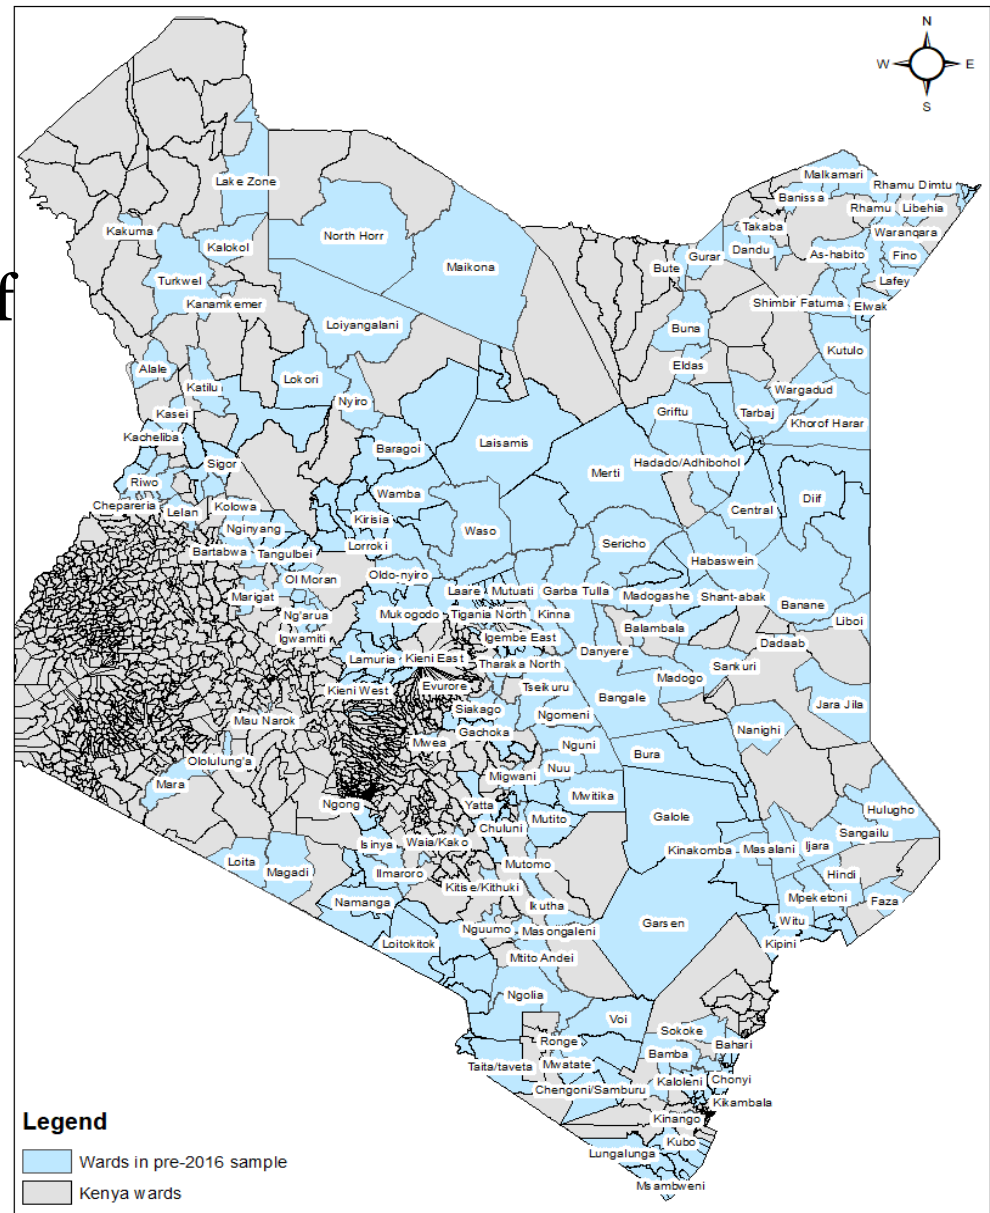 N
W E
S
f
Malkamari
Rhamu Dimtu
Banissa
Lake Zone
Rhamu Libehia
Takaba
Kakuma
Waranqara
North Horr
Kalokol
Dandu
As-habito
Fino
Gurar
Bute
Maikona
Turkwel
Lafey
Kanamkemer
Shimbir Fatuma
Elwak
Loiyangalani
Buna
Kutulo
Alale
Eldas
Lokori
Katilu
Wargadud
Nyiro
Kasei
Griftu
Tarbaj
Khorof Harar
Kacheliba
Laisamis
Baragoi
Sigor
Hadado/Adhibohol
Merti
Riwo
Wamba
Diif
Chepareria
Kolowa
Central
Lelan
Kirisia
Nginyang
Waso
Lorroki
Sericho
Bartabwa
Tangulbei
Habaswein
Ol Moran
Oldo-nyiro
Laare
Mutuati
Garba Tulla
Madogashe
Shant-abak
Marigat
Banane
Ng'arua
Mukogodo
Tigania North
Kinna
Liboi
Balambala
Igwamiti
Igembe East
Dadaab
Danyere
Lamuria
Kieni East
Tharaka North
Sankuri
Madogo
Kieni West
Evurore
Tseikuru
Bangale
Jara Jila
Siakago
Ngomeni
Mau Narok
Gachoka
Nanighi
Mwea
Nguni
Bura
Ololulung'a
Nuu
Migwani
Mara
Mwitika
Ngong
Yatta
Hulugho
Galole
Mutito
Chuluni
Sangailu
Isinya
Waia/Kako
Ijara
Kinakomba
Masalani
Loita
Mutomo
Magadi
Ilmaroro
Hindi
Kitise/Kithuki
Mpeketoni
Namanga
Ikutha
Faza
Garsen
Witu
Nguumo
Masongaleni
Loitokitok
Kipini
Mtito Andei
Ngolia
Voi
Sokoke
Ronge
Bahari
Bamba
Taita/taveta
Mwatate
Kaloleni
Chonyi
Chengoni/Samburu
Kikambala
Kinango
Legend
Kubo
Lungalunga
Wards in pre-2016 sample
Msambweni
Kenya wards